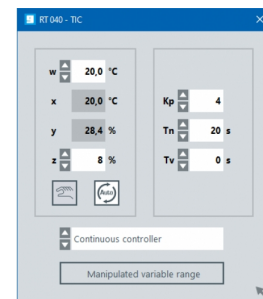 RT 040 - TIC
w 20,0 °C
x 20,0 °C
y 28,4 %
z 8 %
Auto
Kp 4
Tn 20 s
Tv 0 s
Continuous controller
Manipulated variable range